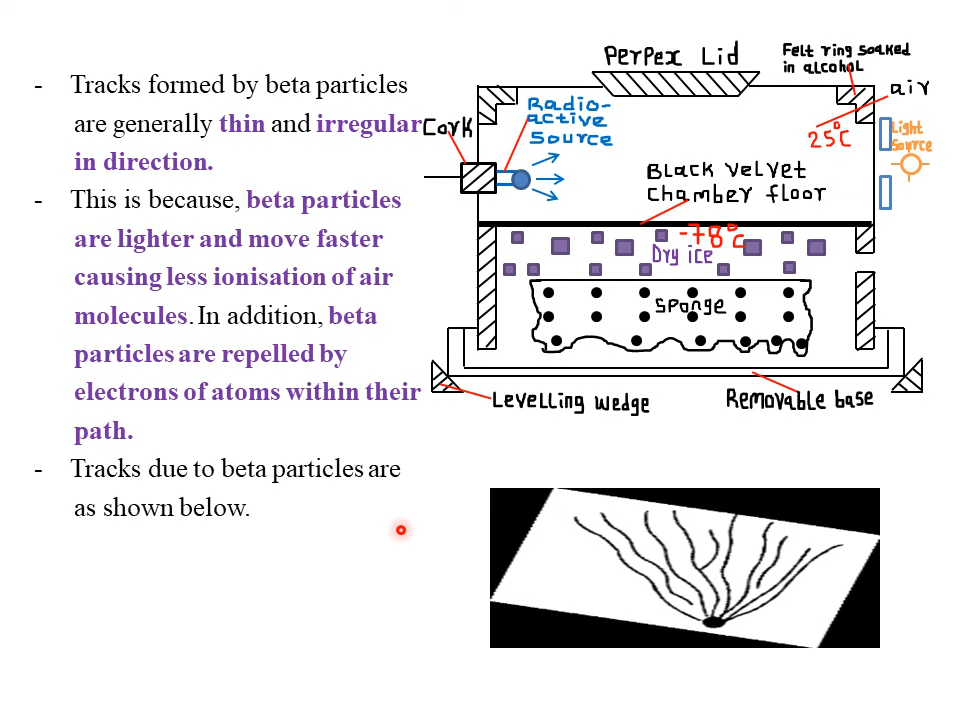 - Tracks formed by beta particles
are generally thin and irregular
in direction.
- This is because, beta particles
are lighter and move faster
causing less ionisation of air
molecules. In addition, beta
particles are repelled by
electrons of atoms within their
path.
- Tracks due to beta particles are
as shown below.
Perpex Lid
Felt ring soaked
in alcohol
air
Cork
Radio-
active
source
25°C
Light
source
Black velvet
chamber floor
-78°C
Dry ice
sponge
Levelling wedge
Removable base